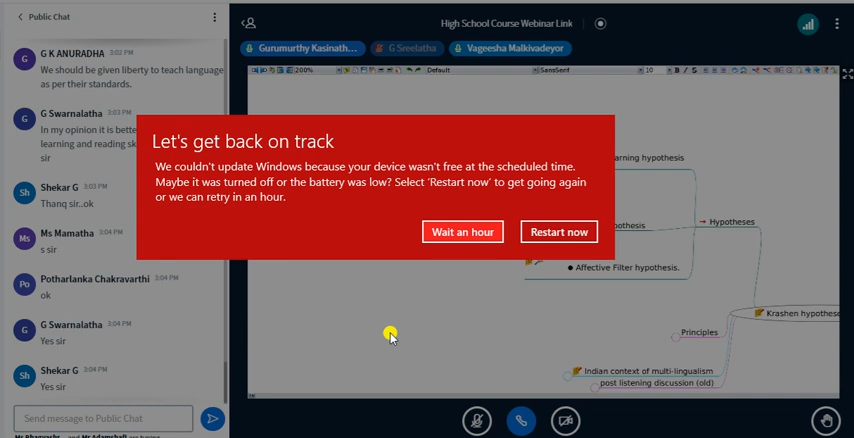 Public Chat
G K ANURADHA 3:02 PM
We should be given liberty to teach language
as per their standards.
G Swarnalatha 3:03 PM
In my opinion it is bette
learning and reading sk
sir
Shekar G 3:03 PM
Thanq sir..ok
Ms Mamatha 3:04 PM
s sir
Potharlanka Chakravarthi 3:04 PM
ok
G Swarnalatha 3:04 PM
Yes sir
Shekar G 3:04 PM
Yes sir
Send message to Public Chat
High School Course Webinar Link
Gurumurthy Kasinath...
G Sreelatha
Vageesha Malkivadeyor
200%
Default
SansSerif
10
B I S
Let's get back on track
We couldn't update Windows because your device wasn't free at the scheduled time.
Maybe it was turned off or the battery was low? Select ‘Restart now’ to get going again
or we can retry in an hour.
Wait an hour
Restart now
arning hypothesis
pothesis
Hypotheses
Affective Filter hypothesis.
Krashen hypothese
Principles
Indian context of multi-lingualism
post listening discussion (old)